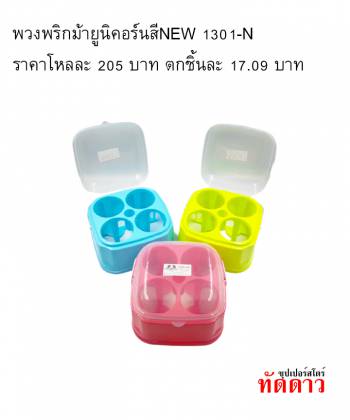 พวงพริกม้ายูนิคอร์นสีNEW 1301-N
ราคาโหลละ 205 บาท ตกชิ้นละ 17.09 บาท
ซุปเปอร์สโตร์
ทัดดาว